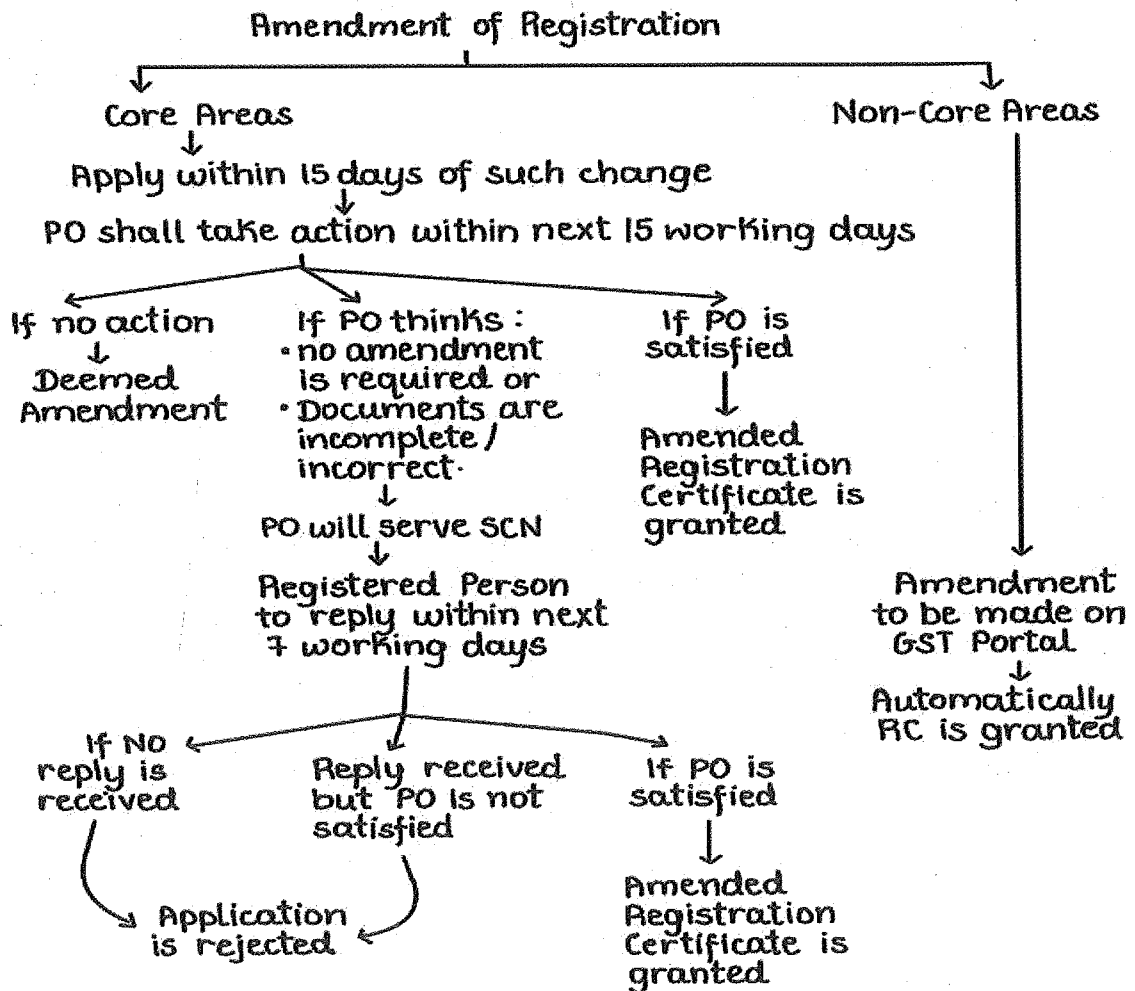 Amendment of Registration
Core Areas
Non-Core Areas
Apply within 15 days of such change
PO shall take action within next 15 working days
If no action
Deemed
Amendment
If PO thinks :
• no amendment
is required or
• Documents are
incomplete /
incorrect.
PO will serve SCN
Registered Person
to reply within next
7 working days
If PO is
satisfied
Amended
Registration
Certificate is
granted
Amendment
to be made on
GST Portal
Automatically
RC is granted
If No
reply is
received
Reply received
but PO is not
satisfied
Application
is rejected
If PO is
satisfied
Amended
Registration
Certificate is
granted